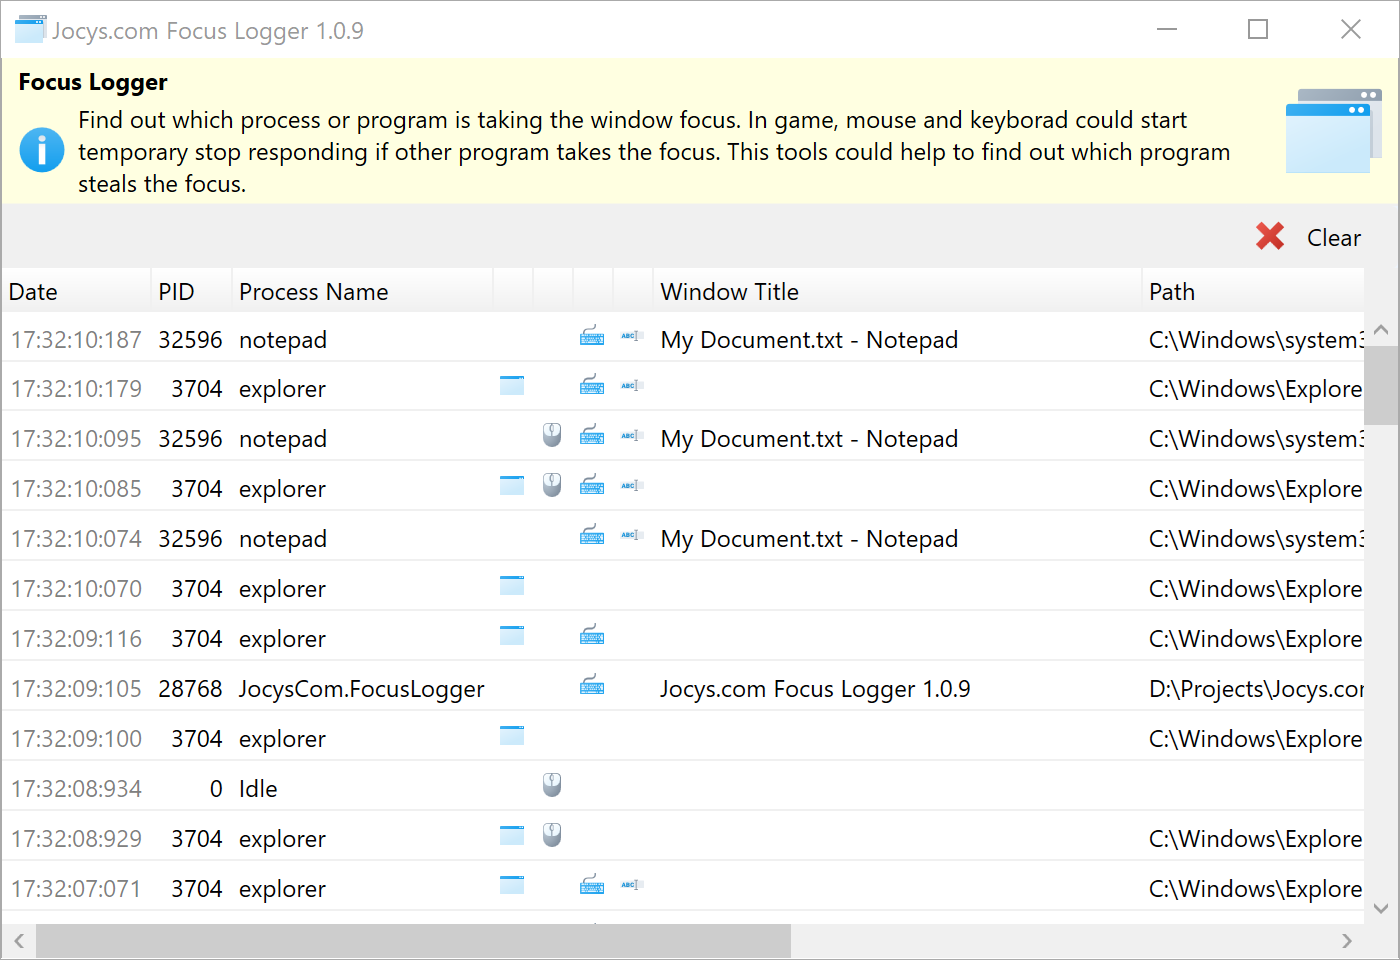 Jocys.com Focus Logger 1.0.9
Focus Logger
Find out which process or program is taking the window focus. In game, mouse and keyborad could start
temporary stop responding if other program takes the focus. This tools could help to find out which program
steals the focus.
Clear
Date PID Process Name Window Title Path
17:32:10:187 32596 notepad My Document.txt - Notepad C:\Windows\system3
17:32:10:179 3704 explorer C:\Windows\Explore
17:32:10:095 32596 notepad My Document.txt - Notepad C:\Windows\system3
17:32:10:085 3704 explorer C:\Windows\Explore
17:32:10:074 32596 notepad My Document.txt - Notepad C:\Windows\system3
17:32:10:070 3704 explorer C:\Windows\Explore
17:32:09:116 3704 explorer C:\Windows\Explore
17:32:09:105 28768 JocysCom.FocusLogger Jocys.com Focus Logger 1.0.9 D:\Projects\Jocys.com
17:32:09:100 3704 explorer C:\Windows\Explore
17:32:08:934 0 Idle
17:32:08:929 3704 explorer C:\Windows\Explore
17:32:07:071 3704 explorer C:\Windows\Explore